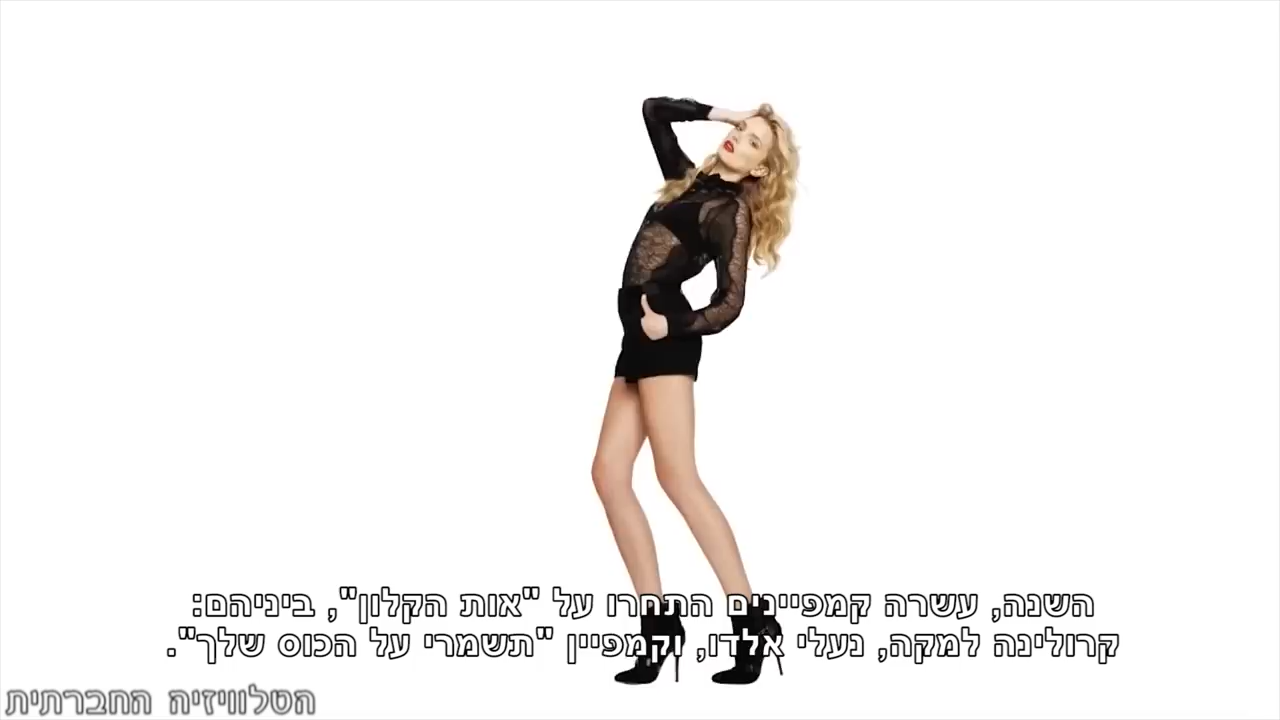 השנה, עשרה קמפיינים התחרו על "אות הקלון", ביניהם:
קרולינה למקה, נעלי אלדו, וקמפיין "תשמרי על הכוס שלך".
הטלוויזיה החברתית